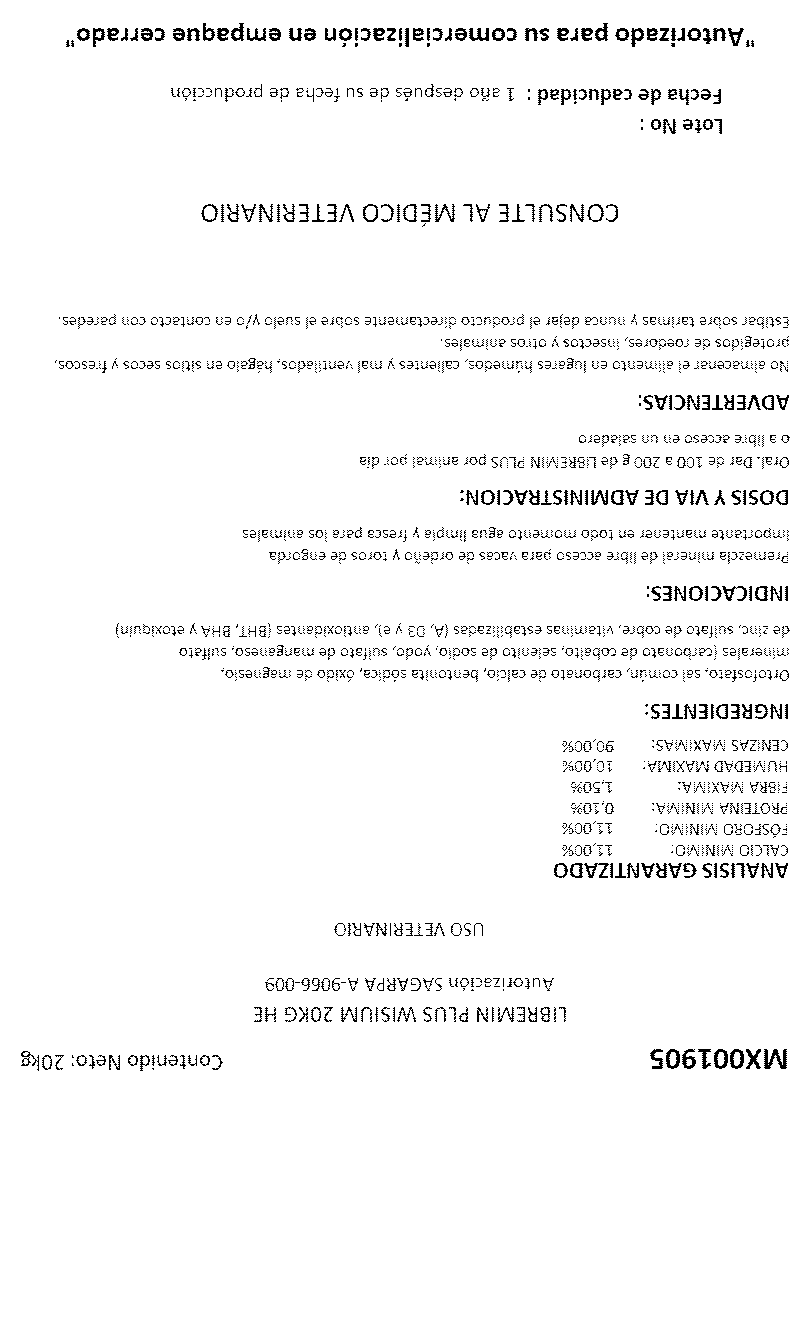 MX001905
Contenido Neto: 20kg
LIBREMIN PLUS WISIUM 20KG HE
Autorización SAGARPA A-9066-009
USO VETERINARIO
ANALISIS GARANTIZADO
CALCIO MINIMO: 11,00%
FÓSFORO MINIMO: 11,00%
PROTEINA MINIMA: 0,10%
FIBRA MAXIMA: 1,50%
HUMEDAD MAXIMA: 10,00%
CENIZAS MAXIMAS: 90,00%
INGREDIENTES:
Ortofosfato, sal común, carbonato de calcio, bentonita sódica, óxido de magnesio,
minerales (carbonato de cobalto, selenito de sodio, yodo, sulfato de manganeso, sulfato
de zinc, sulfato de cobre, vitaminas estabilizadas (A, D3 y e), antioxidantes (BHT, BHA y etoxiquin)
INDICACIONES:
Premezcla mineral de libre acceso para vacas de ordeño y toros de engorda
Importante mantener en todo momento agua limpia y fresca para los animales
DOSIS Y VIA DE ADMINISTRACION:
Oral. Dar de 100 a 200 g de LIBREMIN PLUS por animal por dia
o a libre acceso en un saladero
ADVERTENCIAS:
No almacenar el alimento en lugares húmedos, calientes y mal ventilados, hágalo en sitios secos y frescos,
protegidos de roedores, insectos y otros animales.
Estibar sobre tarimas y nunca dejar el producto directamente sobre el suelo y/o en contacto con paredes.
CONSULTE AL MÉDICO VETERINARIO
Lote No :
Fecha de caducidad : 1 año después de su fecha de producción
"Autorizado para su comercialización en empaque cerrado"